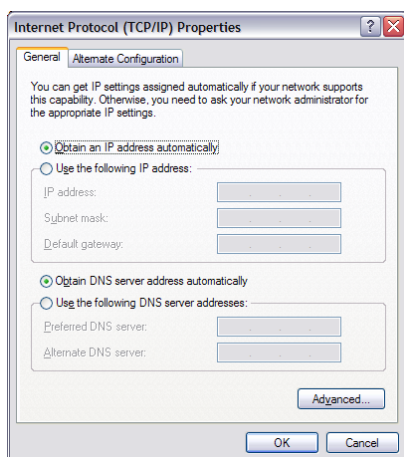 Internet Protocol (TCP/IP) Properties
General Alternate Configuration
You can get IP settings assigned automatically if your network supports
this capability. Otherwise, you need to ask your network administrator for
the appropriate IP settings.
Obtain an IP address automatically
Use the following IP address:
IP address:
Subnet mask:
Default gateway:
Obtain DNS server address automatically
Use the following DNS server addresses:
Preferred DNS server:
Alternate DNS server:
Advanced...
OK Cancel